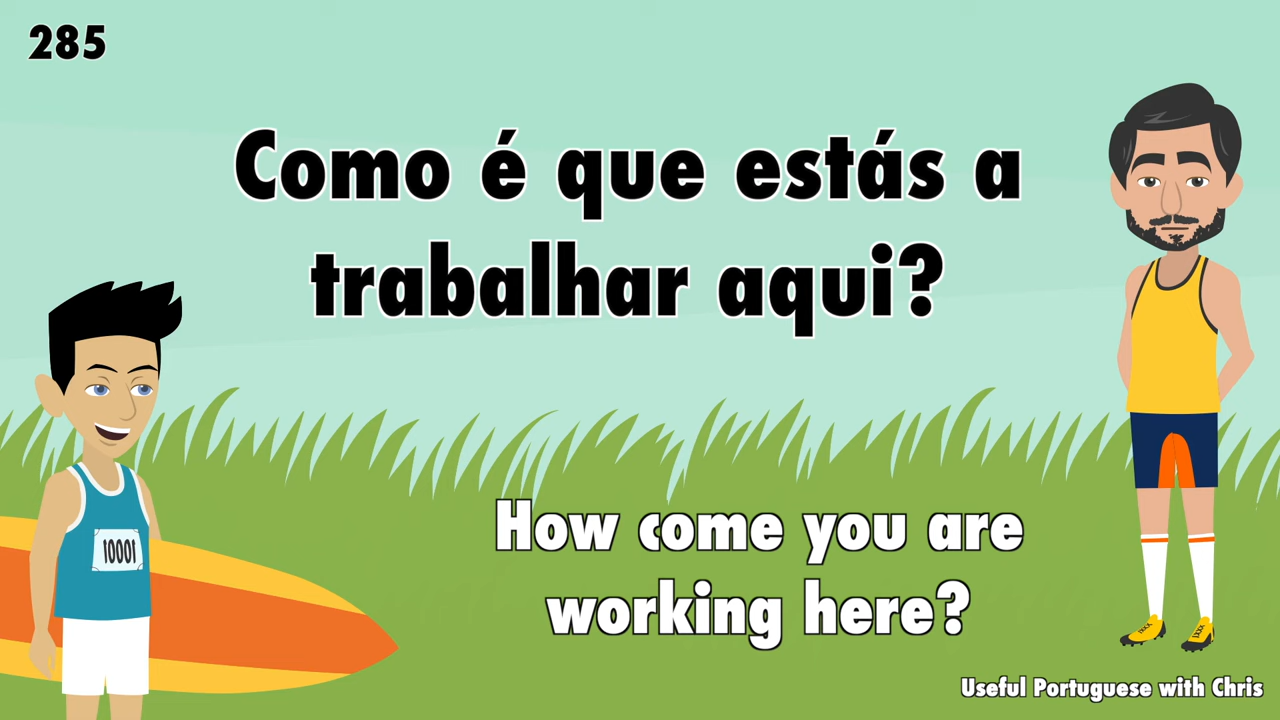 285
Como é que estás a
trabalhar aqui?
10001
How come you are
working here?
Useful Portuguese with Chris